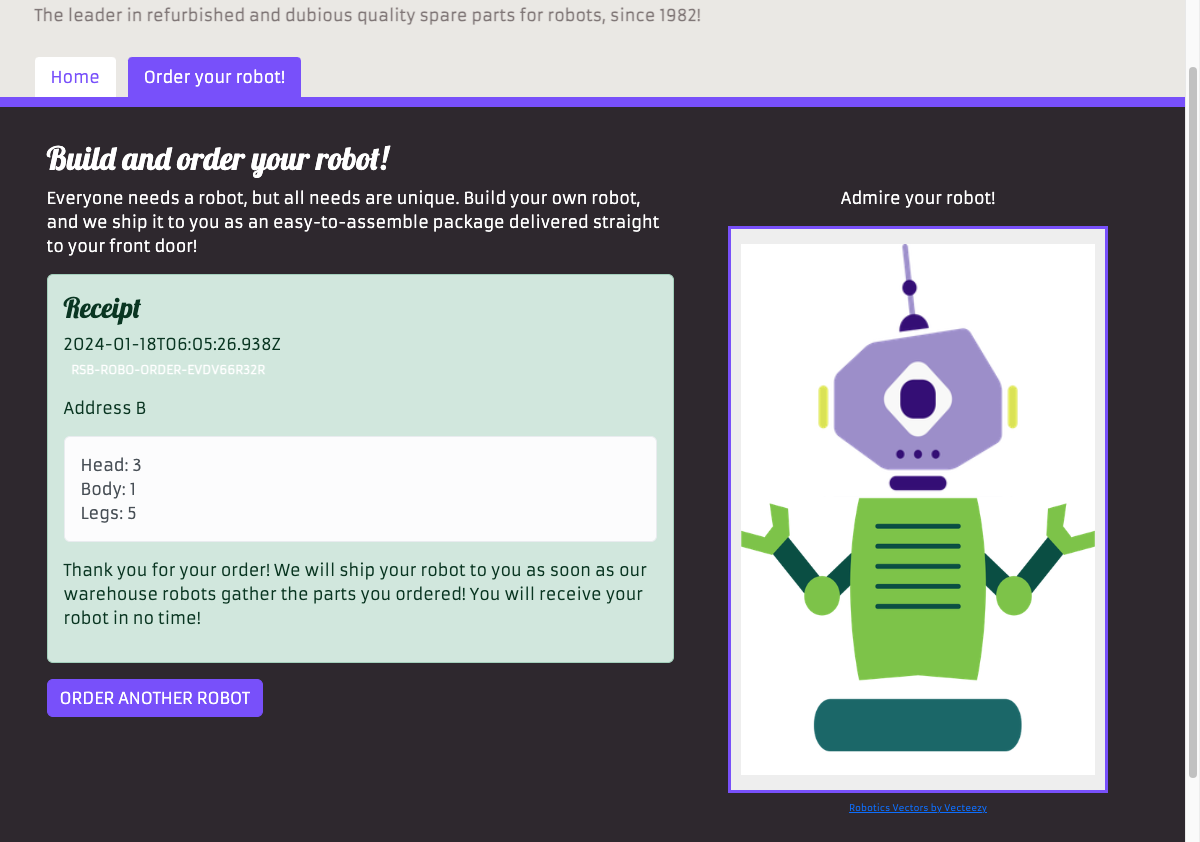 The leader in refurbished and dubious quality spare parts for robots, since 1982!
Home
Order your robot!
Build and order your robot!
Everyone needs a robot, but all needs are unique. Build your own robot,
and we ship it to you as an easy-to-assemble package delivered straight
to your front door!
Receipt
2024-01-18T06:05:26.938Z
RSB-ROBO-ORDER-EVDV66R32R
Address B
Head: 3
Body: 1
Legs: 5
Thank you for your order! We will ship your robot to you as soon as our
warehouse robots gather the parts you ordered! You will receive your
robot in no time!
ORDER ANOTHER ROBOT
Admire your robot!
Robotics Vectors by Vecteezy